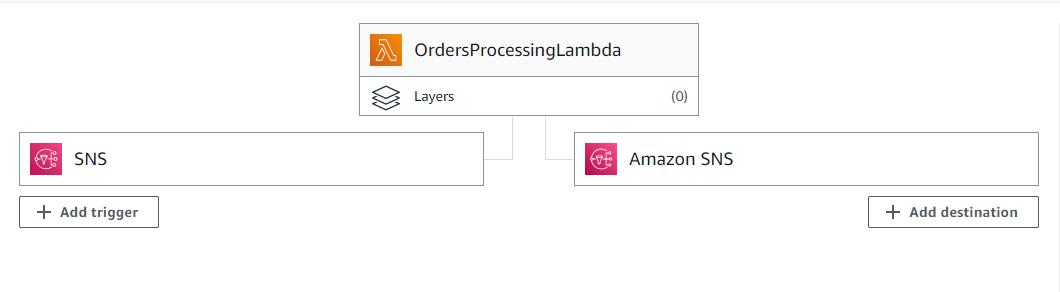 OrdersProcessingLambda
Layers (0)
SNS
Amazon SNS
Add trigger
Add destination